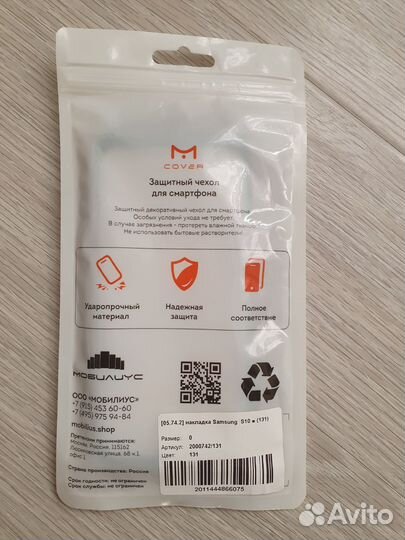 M
COVER
Защитный чехол
для смартфона
Защитный декоративный чехол для смартфона.
Особых условий ухода не требует.
В случае загрязнения - протереть влажной
Не использовать бытовые растворители!
Ударопрочный
материал
Надежная
защита
Полное
соответствие
МОБИЛИУС
ООО «МОБИЛИУС»
+7 (915) 453 60-60
+7 (495) 975 94-84
mobilius.shop
Претензии принимаются:
Москва, Россия, 115162
ул. 68 к.1,
офис 1
Страна производства: Россия
Срок годности: не ограничен
Срок службы: не ограничен
[05.74.2] накладка Samsung S10 и (131)
Размер: 0
Артикул: 2000742/131
Цвет: 131
2011444866075
Avito